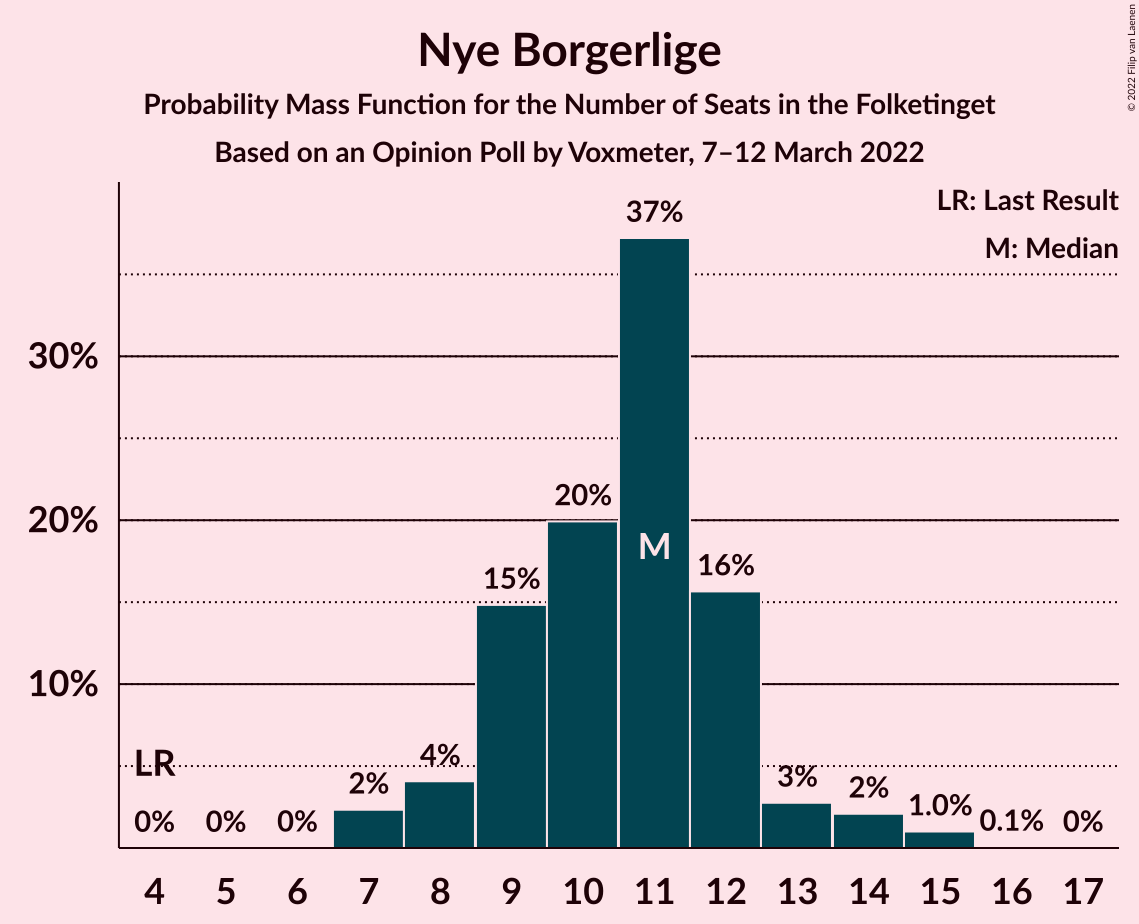 Nye Borgerlige
Probability Mass Function for the Number of Seats in the Folketinget
Based on an Opinion Poll by Voxmeter, 7–12 March 2022
© 2022 Filip van Laenen
LR: Last Result
M: Median
37%
30%
20%
20%
M
16%
15%
10%
LR
4%
2%
3%
2%
1.0%
0%
0%
0%
0.1%
0%
4 5 6 7 8 9 10 11 12 13 14 15 16 17